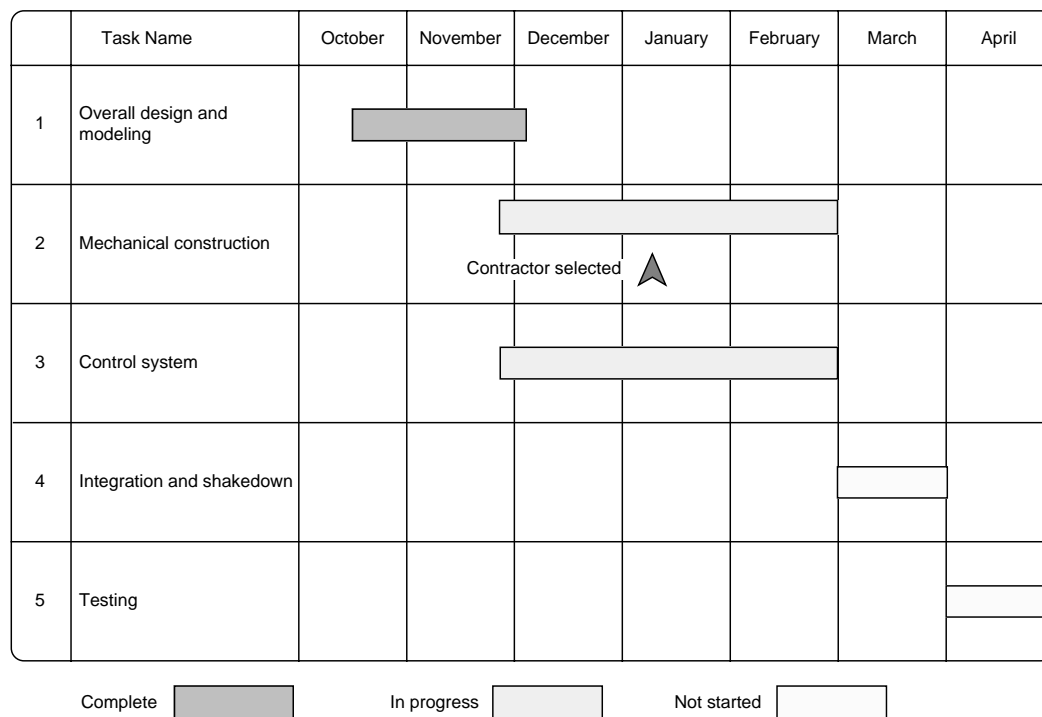 Task Name October November December January February March April
1 Overall design and
modeling
2 Mechanical construction
Contractor selected
3 Control system
4 Integration and shakedown
5 Testing
Complete In progress Not started